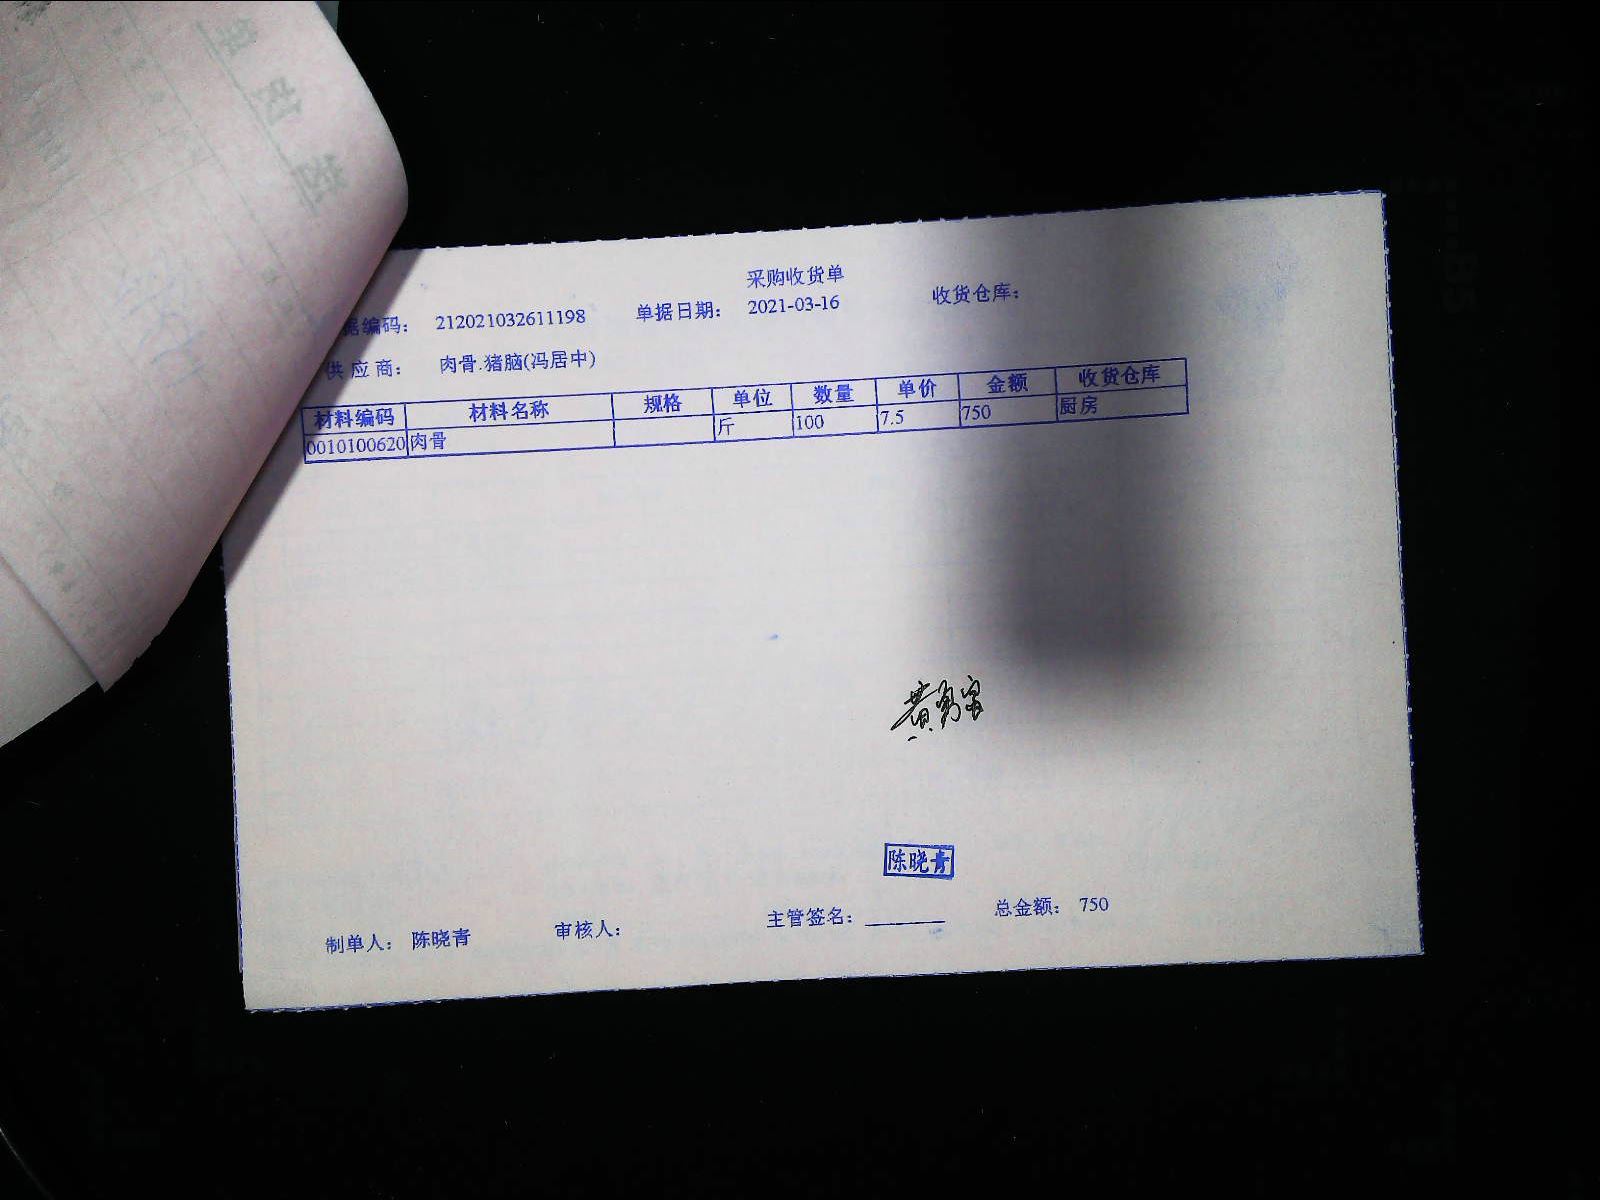 采购收货单
据编码： 212021032611198 单据日期： 2021-03-16 收货仓库：
供应商： 肉骨.猪脑(冯居中)
材料编码 材料名称 规格 单位 数量 单价 金额 收货仓库
0010100620 肉骨 斤 100 7.5 750 厨房
黄勇富
陈晓青
制单人： 陈晓青 审核人： 主管签名： 总金额： 750